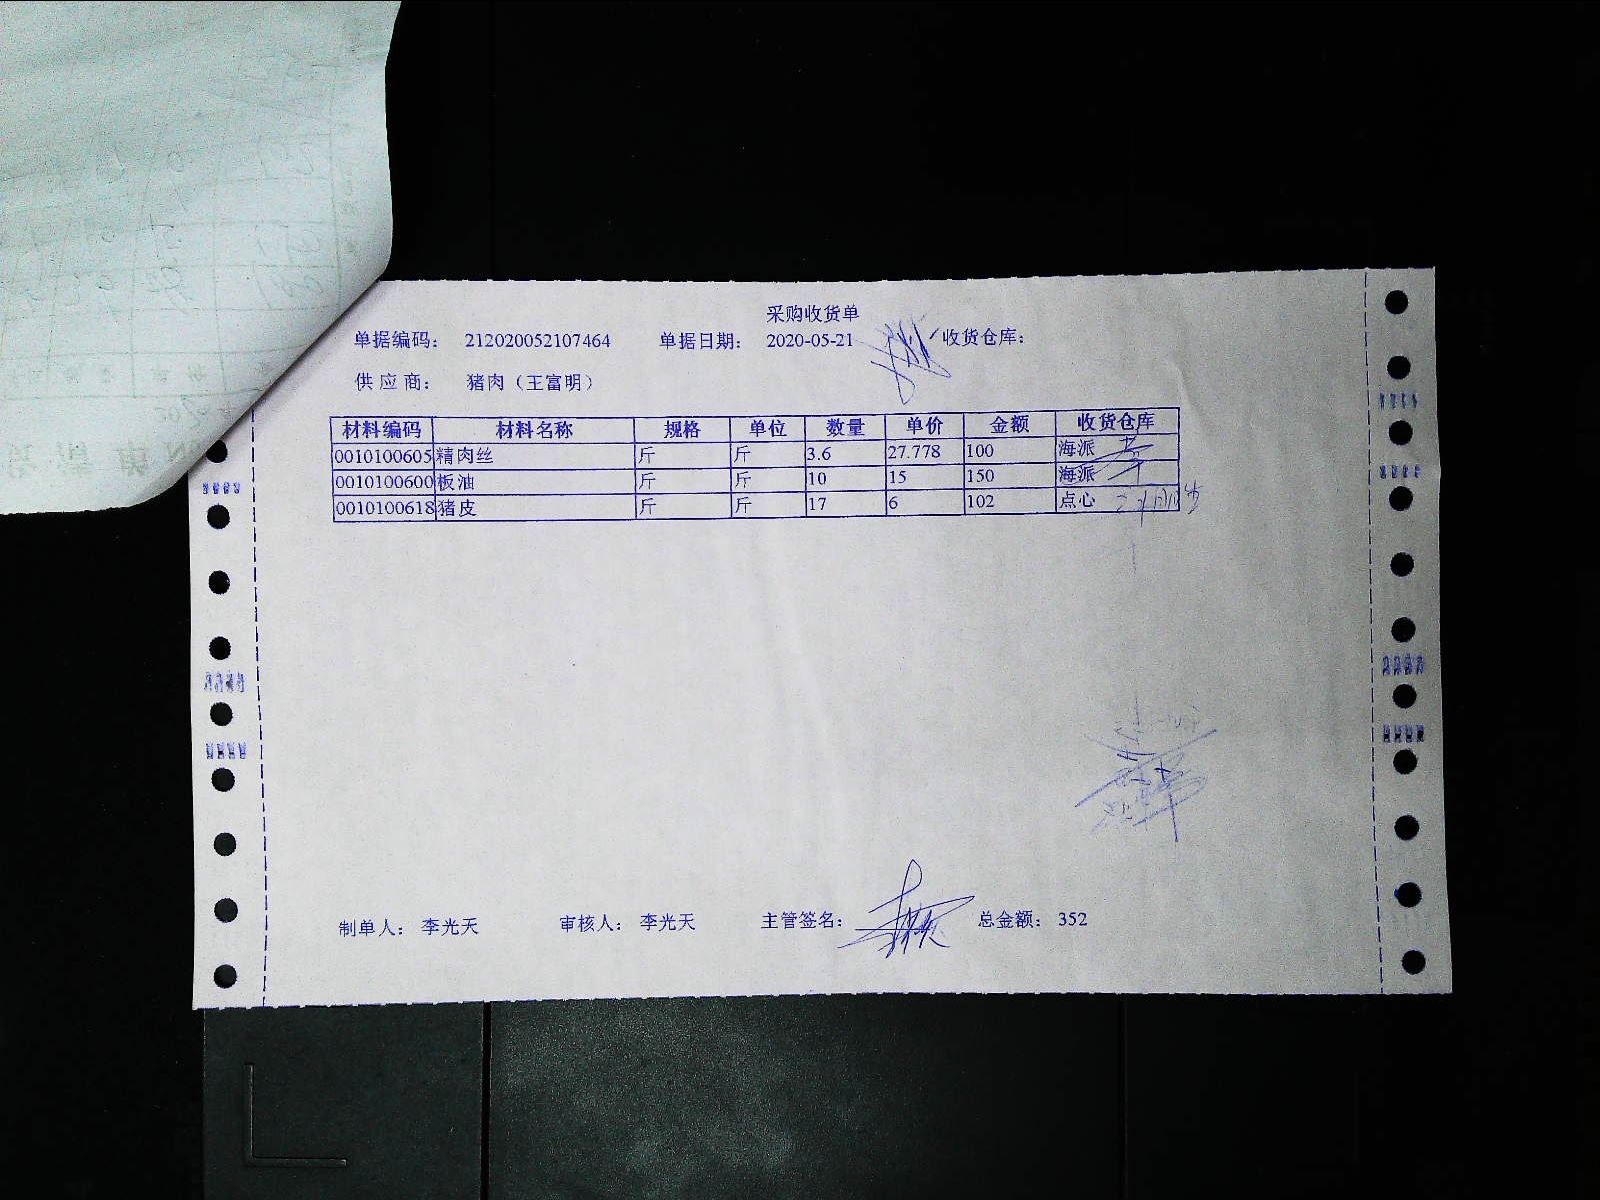 采购收货单
单据编码： 212020052107464 单据日期： 2020-05-21 收货仓库：
供应商： 猪肉（王富明）
材料编码 材料名称 规格 单位 数量 单价 金额 收货仓库
0010100605 精肉丝 斤 斤 3.6 27.778 100 海派
0010100600 板油 斤 斤 10 15 150 海派
0010100618 猪皮 斤 斤 17 6 102 点心
制单人： 李光天 审核人： 李光天 主管签名： 总金额： 352